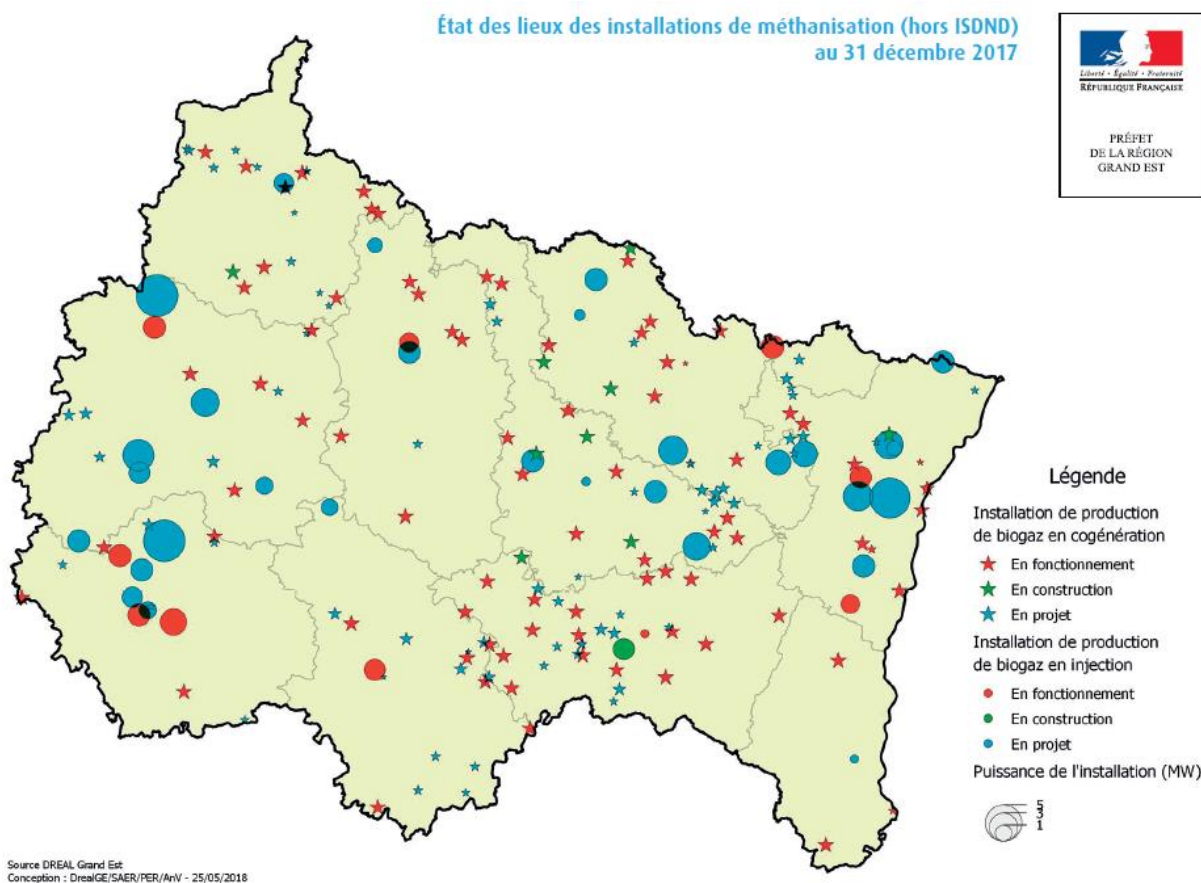 État des lieux des installations de méthanisation (hors ISDND)
au 31 décembre 2017
Liberté • Égalité • Fraternité
RÉPUBLIQUE FRANÇAISE
PRÉFET
DE LA RÉGION
GRAND EST
Légende
Installation de production
de biogaz en cogénération
En fonctionnement
En construction
En projet
Installation de production
de biogaz en injection
En fonctionnement
En construction
En projet
Puissance de l'installation (MW)
5
3
1
Source DREAL Grand Est
Conception : DrealGE/SAER/PER/AnV - 25/05/2018